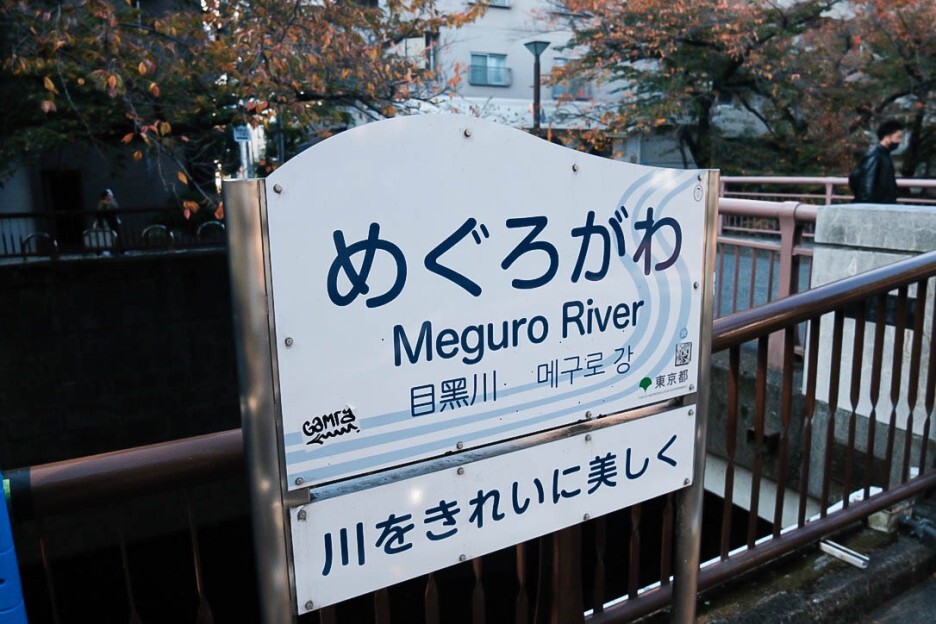 めぐろがわ
Meguro River
目黒川 메구로 강
東京都
Gamry
川をきれいに美しく